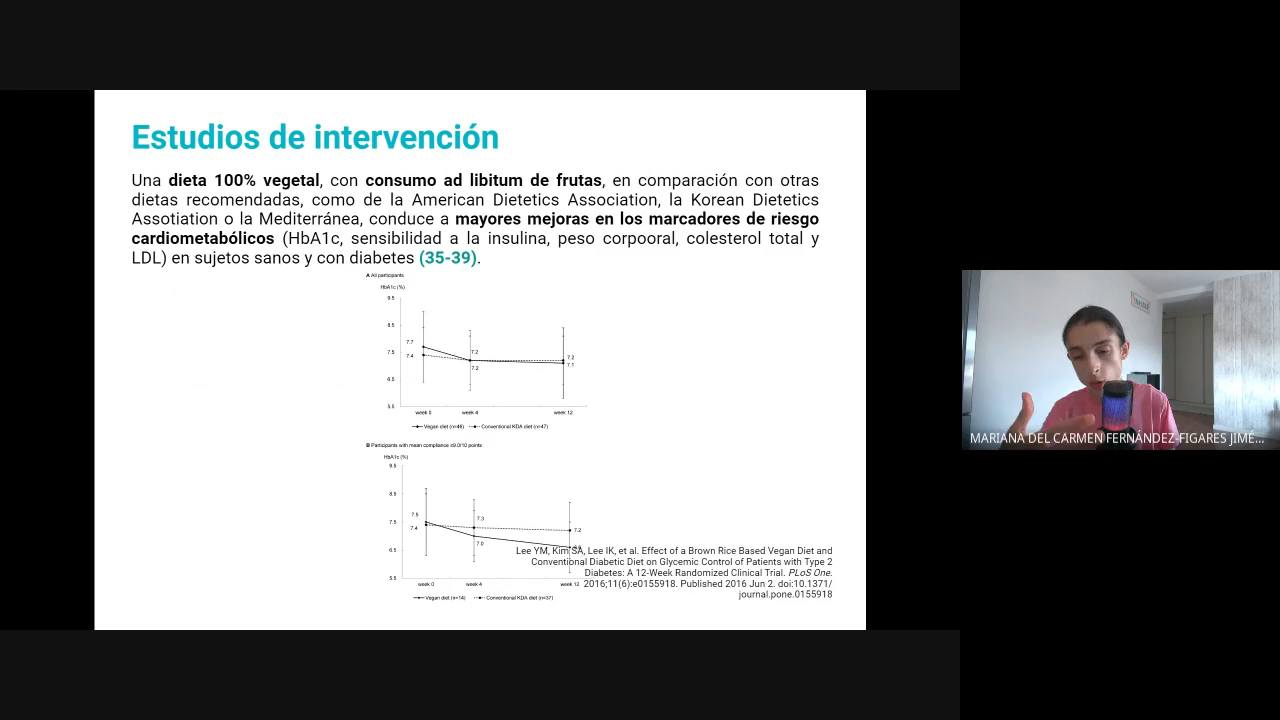 Estudios de intervención
Una dieta 100% vegetal, con consumo ad libitum de frutas, en comparación con otras
dietas recomendadas, como de la American Dietetics Association, la Korean Dietetics
Assotiation o la Mediterránea, conduce a mayores mejoras en los marcadores de riesgo
cardiometabólicos (HbA1c, sensibilidad a la insulina, peso corpooral, colesterol total y
LDL) en sujetos sanos y con diabetes (35-39).
A All participants
HbA1c (%)
9.5
8.5
7.5
6.5
5.5
7.7
7.4
7.2
7.2
7.2
7.1
week 0 week 4 week 12
Vegan diet (n=46) Conventional KDA diet (n=47)
B Participants with mean compliance ≥9.0/10 points
HbA1c (%)
9.5
8.5
7.5
6.5
5.5
7.5
7.4
7.3
7.0
7.2
week 0 week 4 week 12
Vegan diet (n=14) Conventional KDA diet (n=37)
Lee YM, Kim SA, Lee IK, et al. Effect of a Brown Rice Based Vegan Diet and
Conventional Diabetic Diet on Glycemic Control of Patients with Type 2
Diabetes: A 12-Week Randomized Clinical Trial. PLoS One.
2016;11(6):e0155918. Published 2016 Jun 2. doi:10.1371/
journal.pone.0155918
MARIANA DEL CARMEN FERNÁNDEZ-FIGARES JIMÉ...